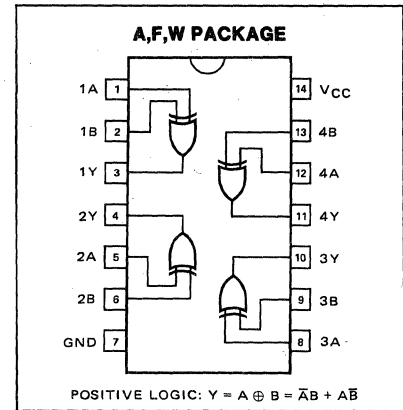 A,F,W PACKAGE
1A 1 14 VCC
1B 2 13 4B
1Y 3 12 4A
2Y 4 11 4Y
2A 5 10 3Y
2B 6 9 3B
GND 7 8 3A
POSITIVE LOGIC: Y = A ⊕ B = A̅B + AB̅